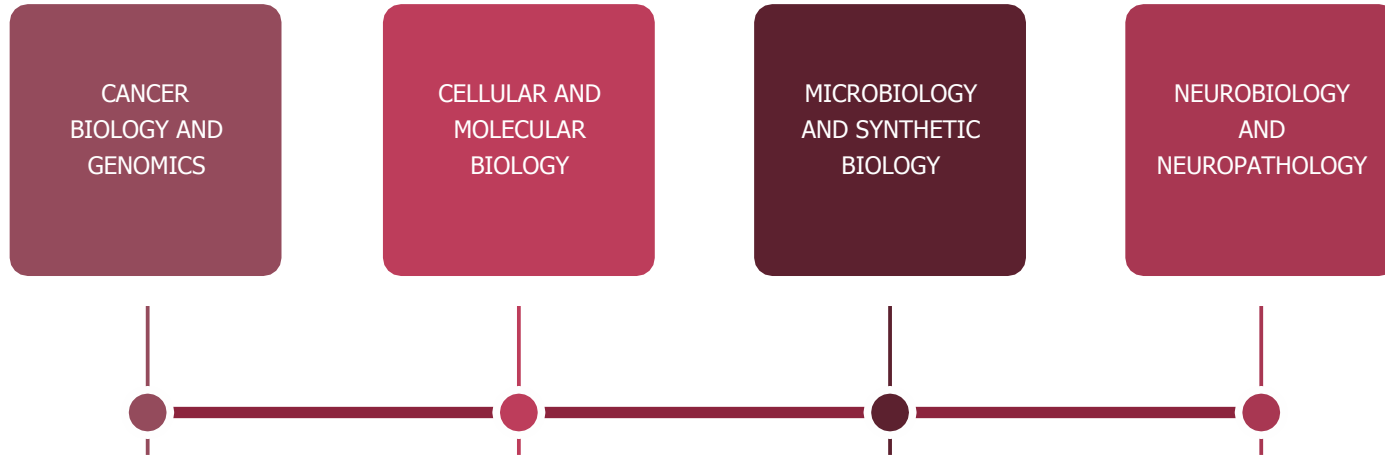 CANCER
BIOLOGY AND
GENOMICS
CELLULAR AND
MOLECULAR
BIOLOGY
MICROBIOLOGY
AND SYNTHETIC
BIOLOGY
NEUROBIOLOGY
AND
NEUROPATHOLOGY